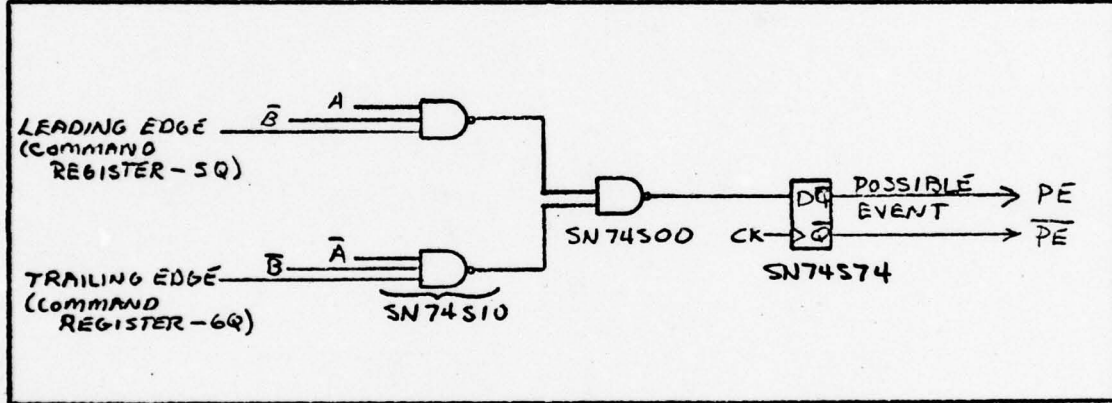 A
B̅
LEADING EDGE
(COMMAND
REGISTER-5Q)
A̅
B̅
TRAILING EDGE
(COMMAND
REGISTER-6Q)
SN74S10
SN74S00
D Q
CK Q̅
SN74S74
POSSIBLE
EVENT
PE
P̅E̅